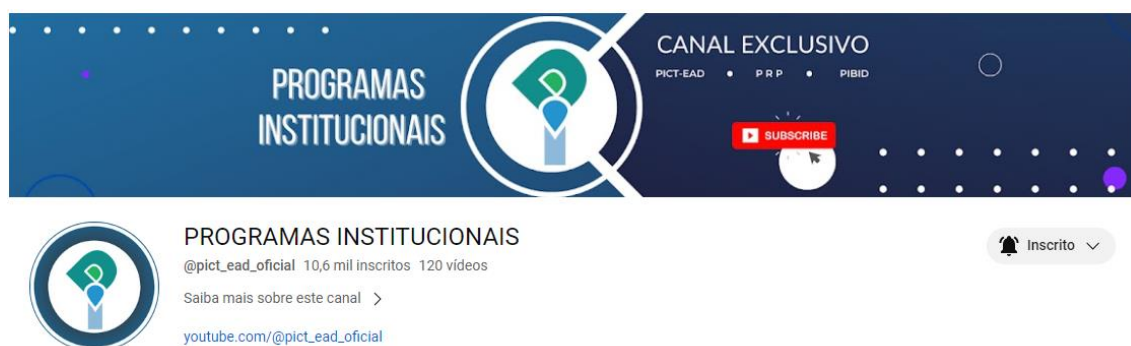 PROGRAMAS
INSTITUCIONAIS
CANAL EXCLUSIVO
PICT-EAD • PRP • PIBID
SUBSCRIBE
PROGRAMAS INSTITUCIONAIS
@pict_ead_oficial 10,6 mil inscritos 120 vídeos
Saiba mais sobre este canal >
youtube.com/@pict_ead_oficial
Inscrito